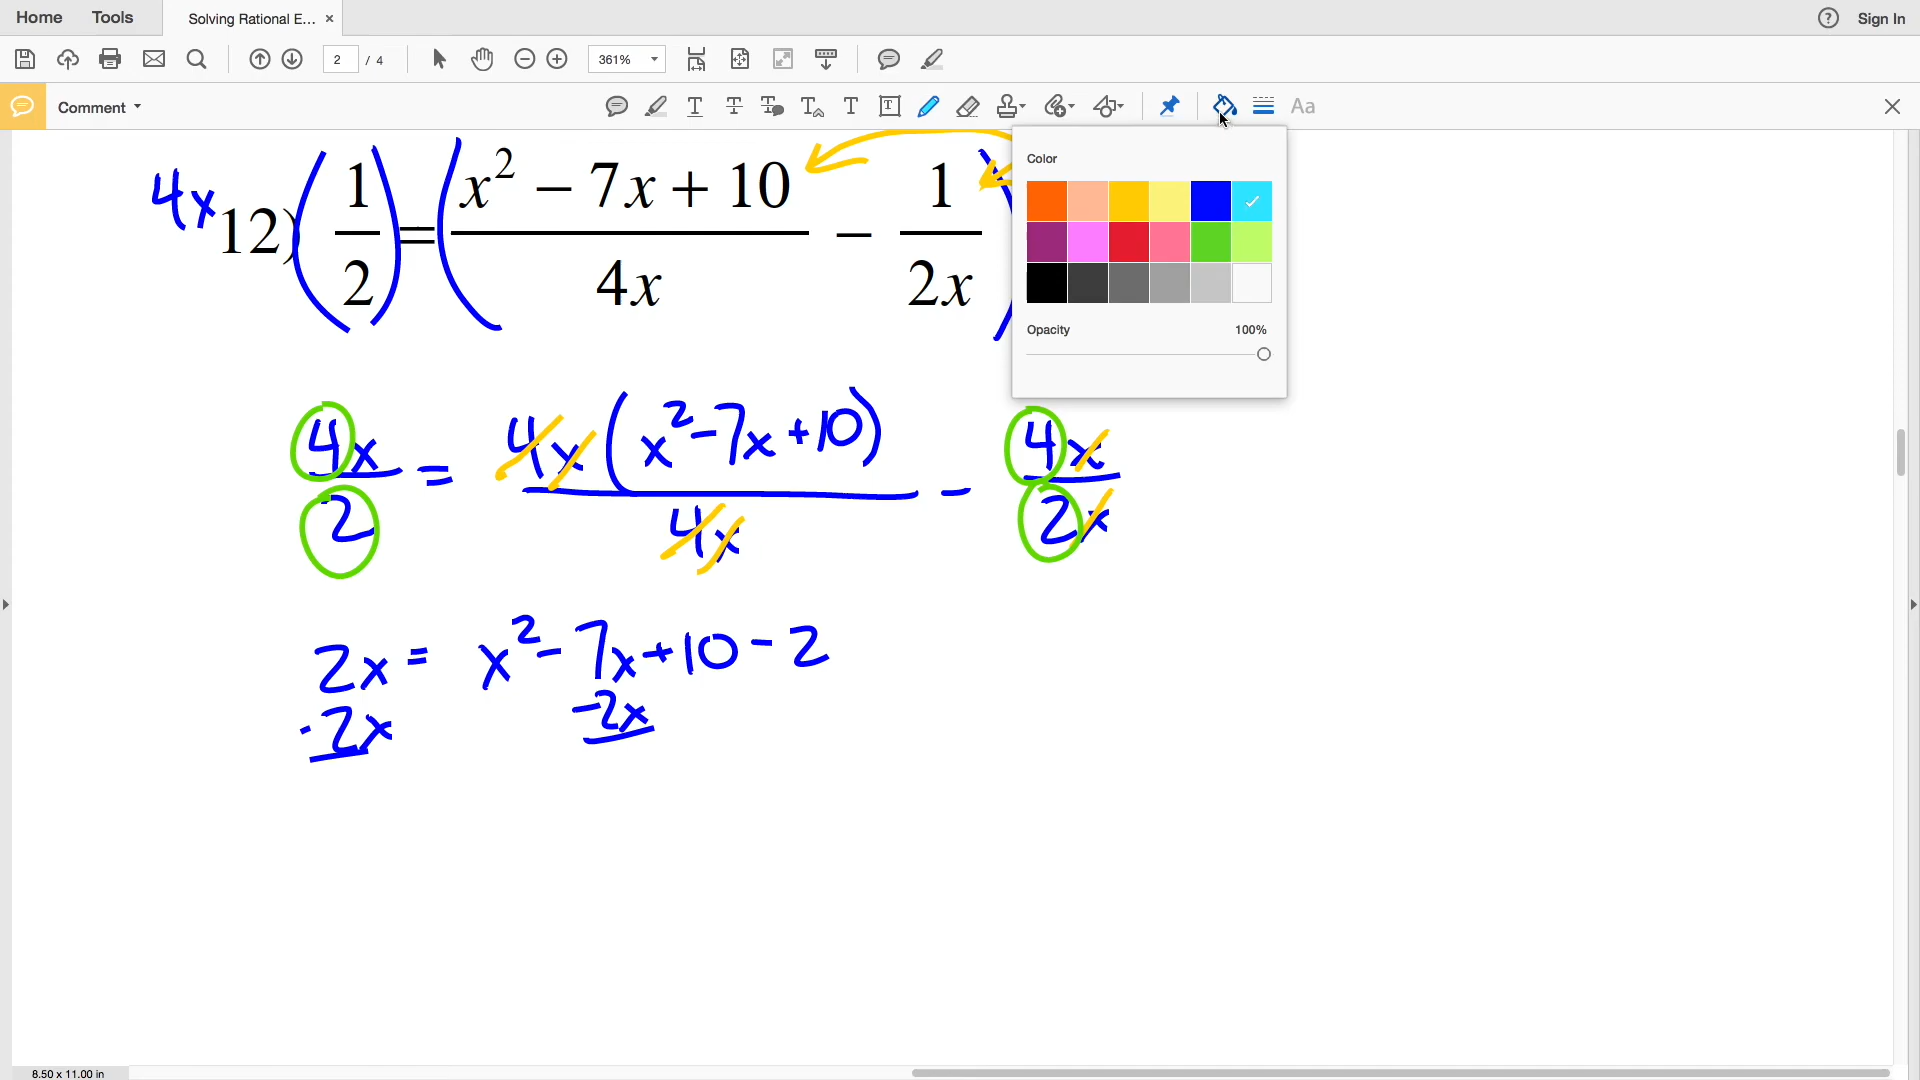 Home Tools Solving Rational E... × ? Sign In
2 / 4 361%
Comment T T T T T T Aa
Color
4x 12) ( 1/2 ) = ( (x² − 7x + 10)/4x − 1/2x )
Opacity 100%
4x/2 = 4x(x²-7x+10)/4x - 4x/2x
2x = x² - 7x + 10 - 2
-2x -2x
8.50 x 11.00 in